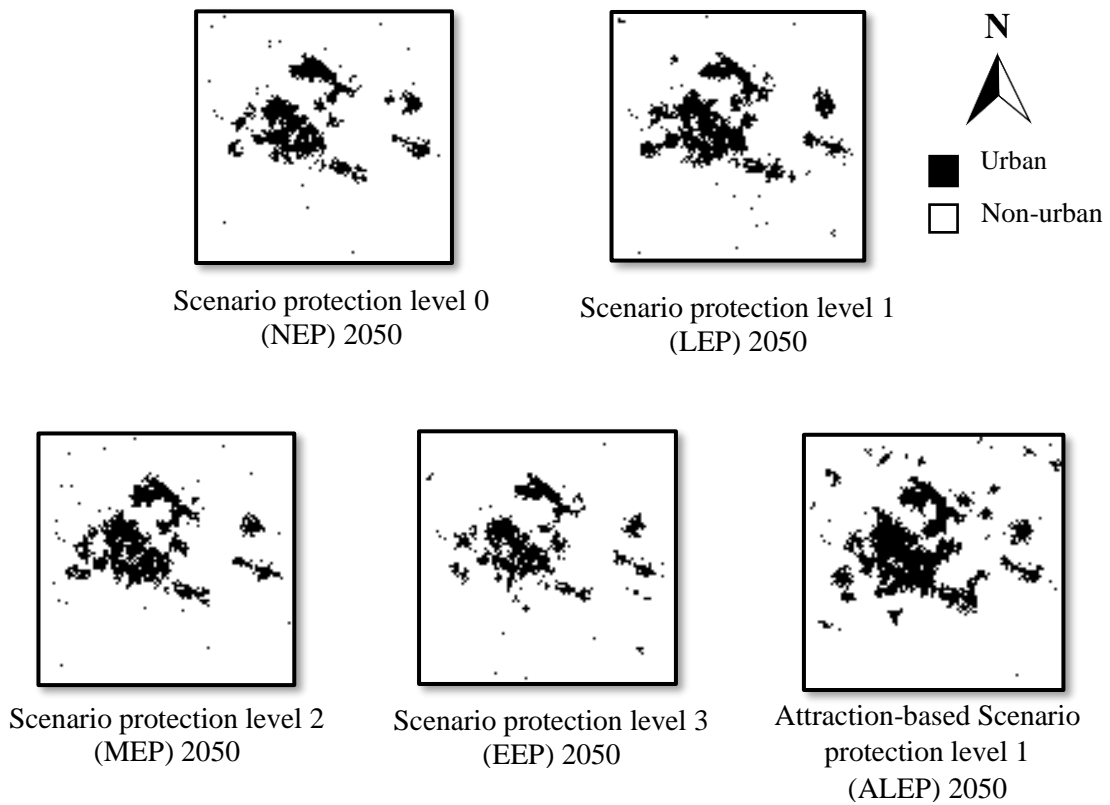 N
Urban
Non-urban
Scenario protection level 0
(NEP) 2050
Scenario protection level 1
(LEP) 2050
Scenario protection level 2
(MEP) 2050
Scenario protection level 3
(EEP) 2050
Attraction-based Scenario
protection level 1
(ALEP) 2050